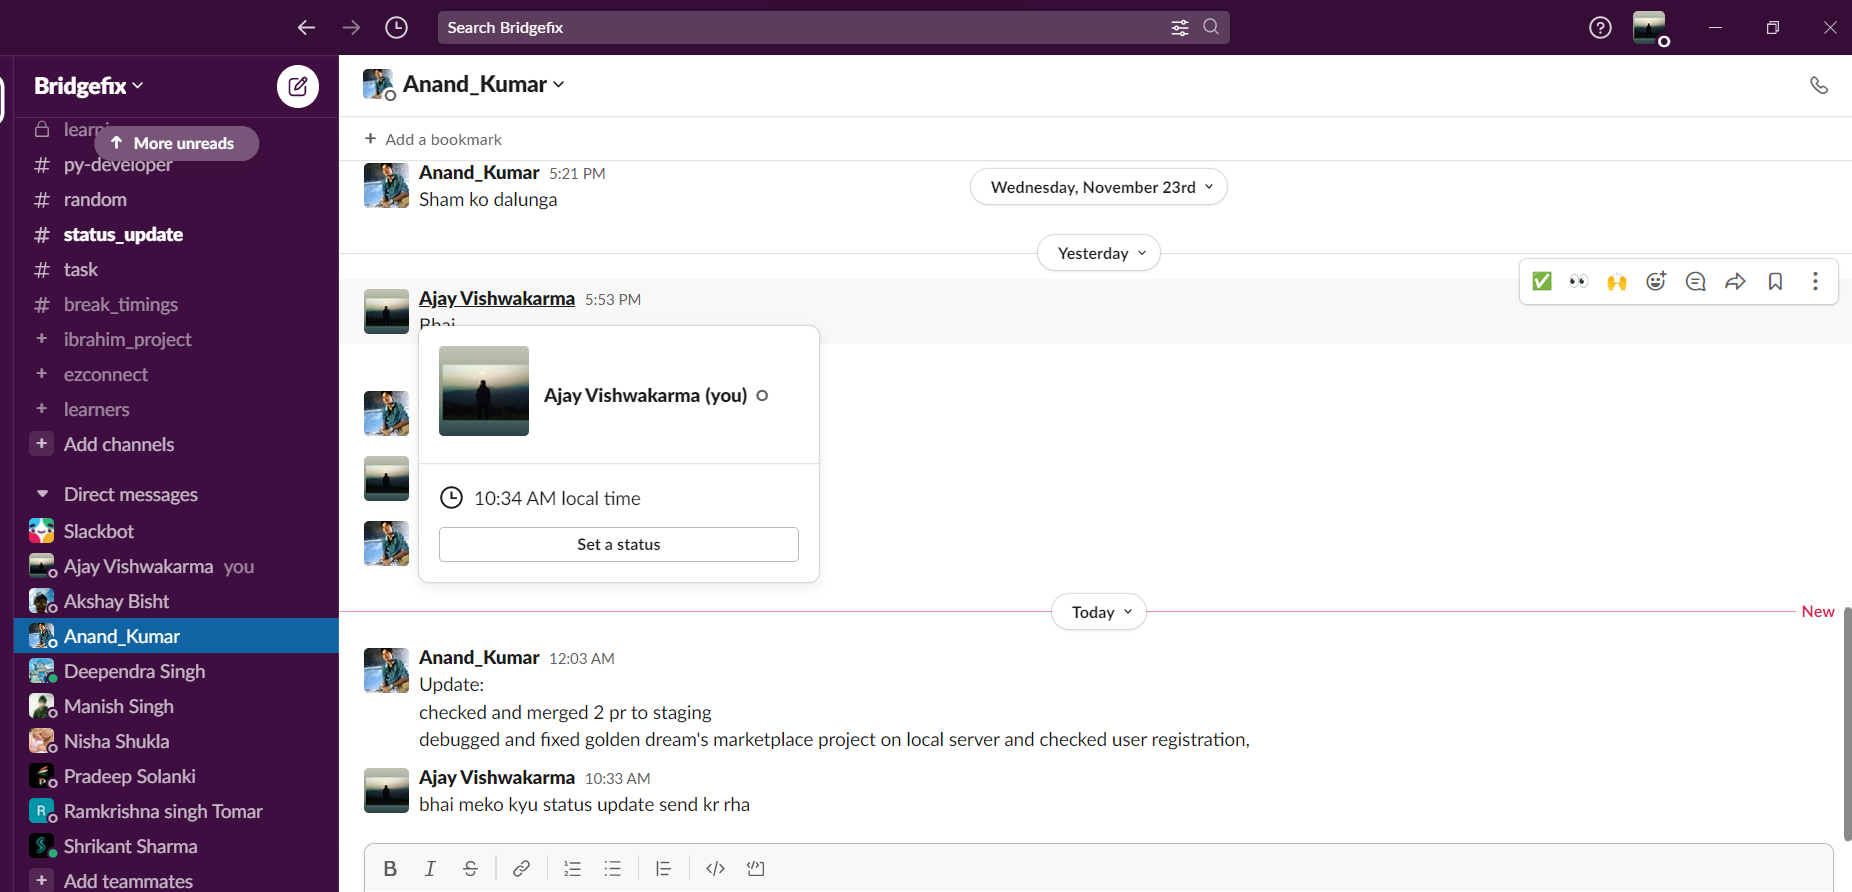 Search Bridgefix
Bridgefix
More unreads
py-developer
random
status_update
task
break_timings
ibrahim_project
ezconnect
learners
Add channels
Direct messages
Slackbot
Ajay Vishwakarma you
Akshay Bisht
Anand_Kumar
Deependra Singh
Manish Singh
Nisha Shukla
Pradeep Solanki
R Ramkrishna singh Tomar
Shrikant Sharma
Add teammates
Anand_Kumar
Add a bookmark
Anand_Kumar 5:21 PM
Sham ko dalunga
Wednesday, November 23rd
Yesterday
Ajay Vishwakarma 5:53 PM
Bhai
Ajay Vishwakarma (you)
10:34 AM local time
Set a status
Today
New
Anand_Kumar 12:03 AM
Update:
checked and merged 2 pr to staging
debugged and fixed golden dream's marketplace project on local server and checked user registration,
Ajay Vishwakarma 10:33 AM
bhai meko kyu status update send kr rha